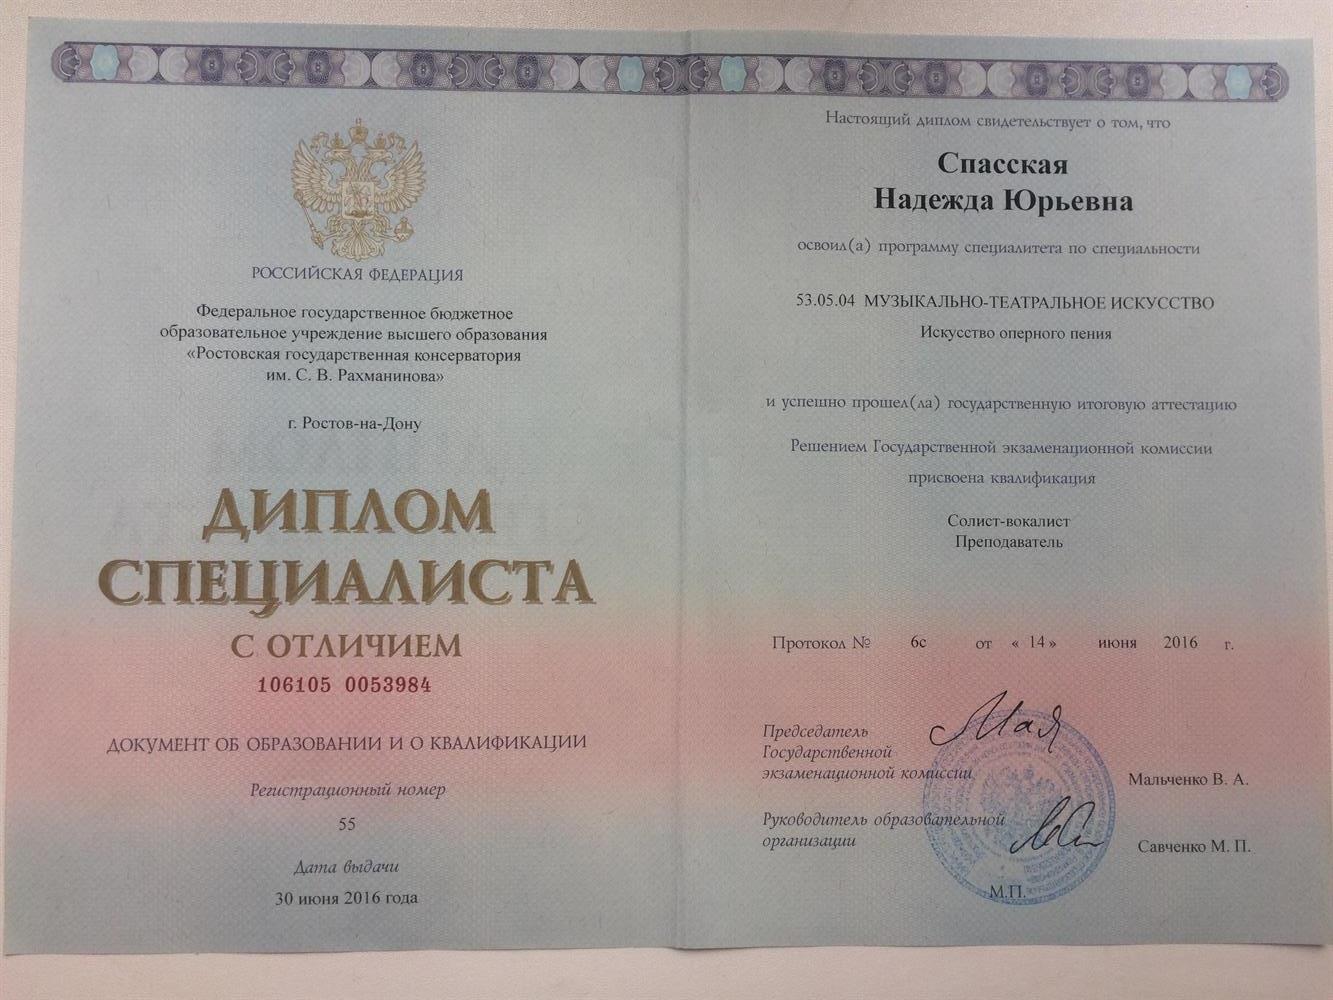 РОССИЙСКАЯ ФЕДЕРАЦИЯ
Федеральное государственное бюджетное
образовательное учреждение высшего образования
«Ростовская государственная консерватория
им. С. В. Рахманинова»
г. Ростов-на-Дону
ДИПЛОМ
СПЕЦИАЛИСТА
С ОТЛИЧИЕМ
106105 0053984
ДОКУМЕНТ ОБ ОБРАЗОВАНИИ И О КВАЛИФИКАЦИИ
Регистрационный номер
55
Дата выдачи
30 июня 2016 года
Настоящий диплом свидетельствует о том, что
Спасская
Надежда Юрьевна
освоил(а) программу специалитета по специальности
53.05.04 МУЗЫКАЛЬНО-ТЕАТРАЛЬНОЕ ИСКУССТВО
Искусство оперного пения
и успешно прошел(ла) государственную итоговую аттестацию
Решением Государственной экзаменационной комиссии
присвоена квалификация
Солист-вокалист
Преподаватель
Протокол № 6с от « 14 » июня 2016 г.
Председатель
Государственной
экзаменационной комиссии
Мальченко В. А.
Руководитель образовательной
организации
Савченко М. П.
М.П.